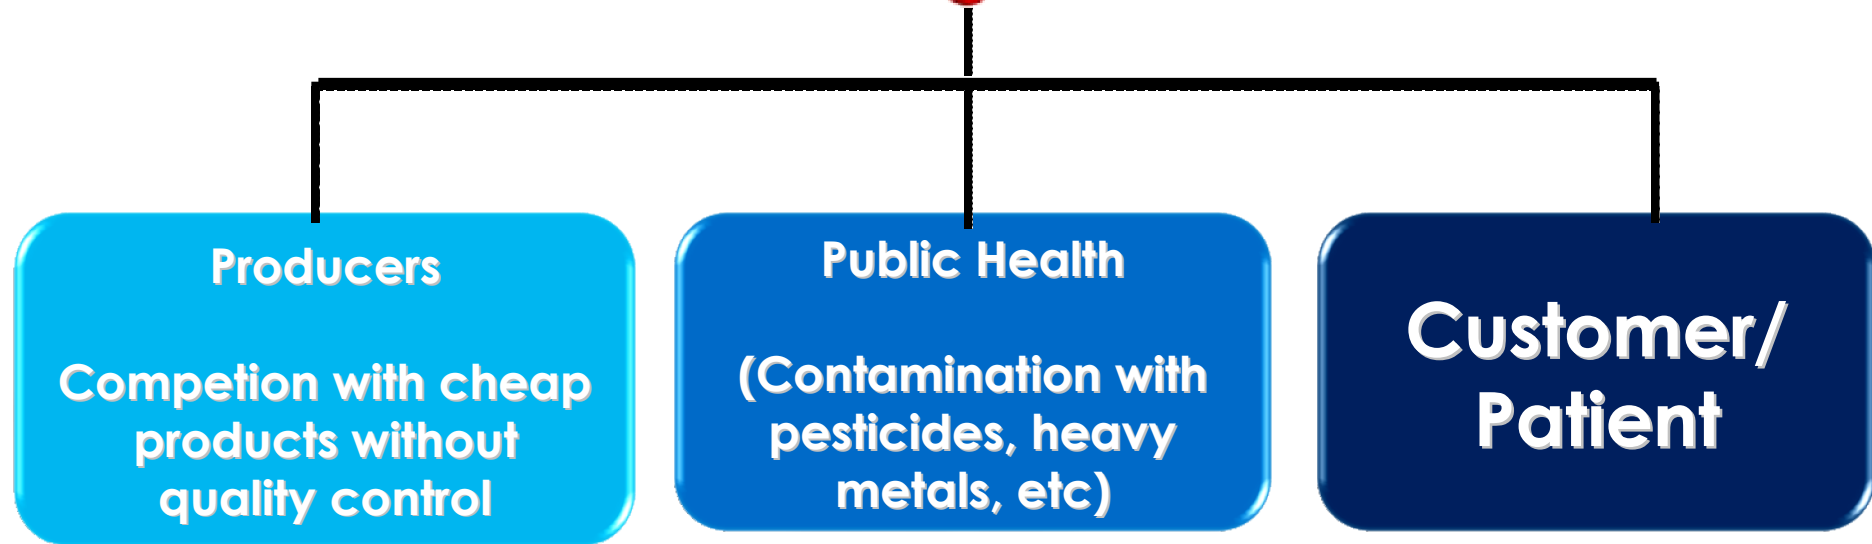 Producers
Competion with cheap
products without
quality control
Public Health
(Contamination with
pesticides, heavy
metals, etc)
Customer/
Patient